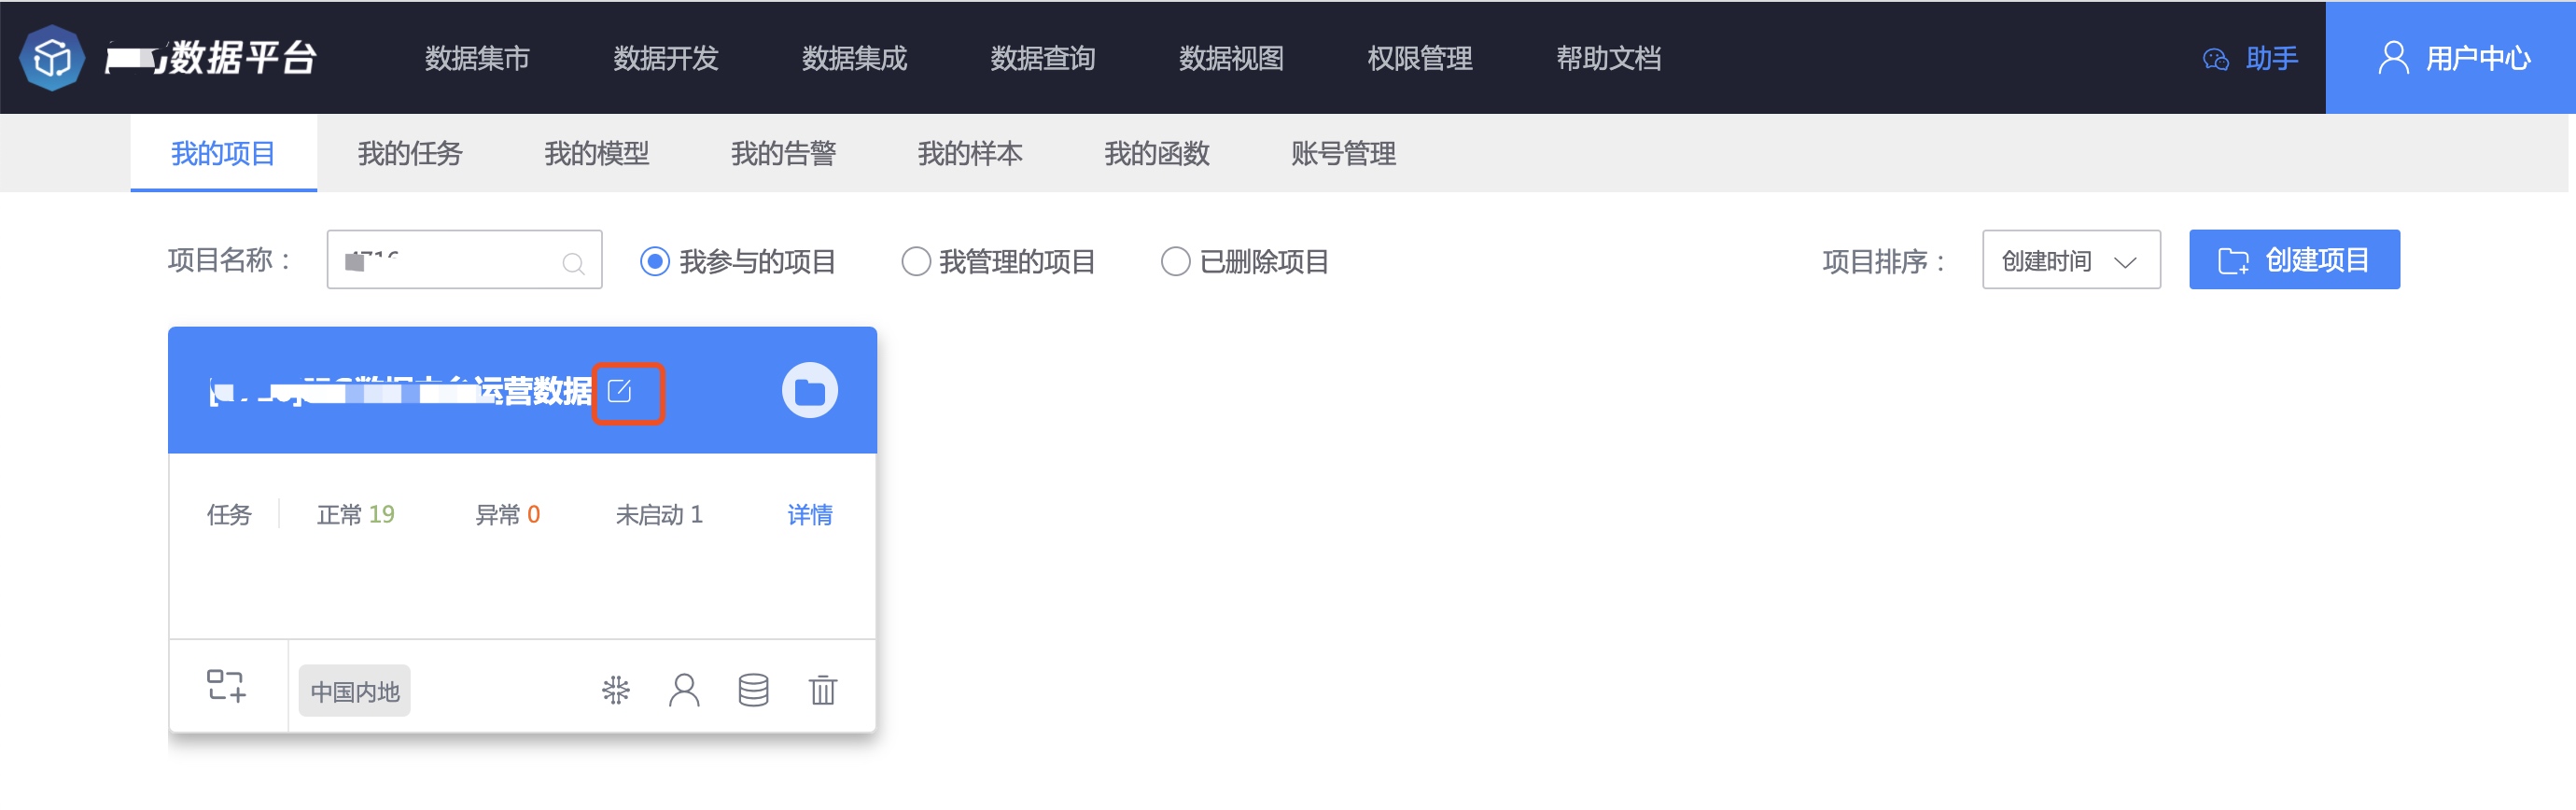 数据平台 数据集市 数据开发 数据集成 数据查询 数据视图 权限管理 帮助文档 助手 用户中心
我的项目 我的任务 我的模型 我的告警 我的样本 我的函数 账号管理
项目名称： 我参与的项目 我管理的项目 已删除项目 项目排序： 创建时间 创建项目
运营数据
任务 正常 19 异常 0 未启动 1 详情
中国内地